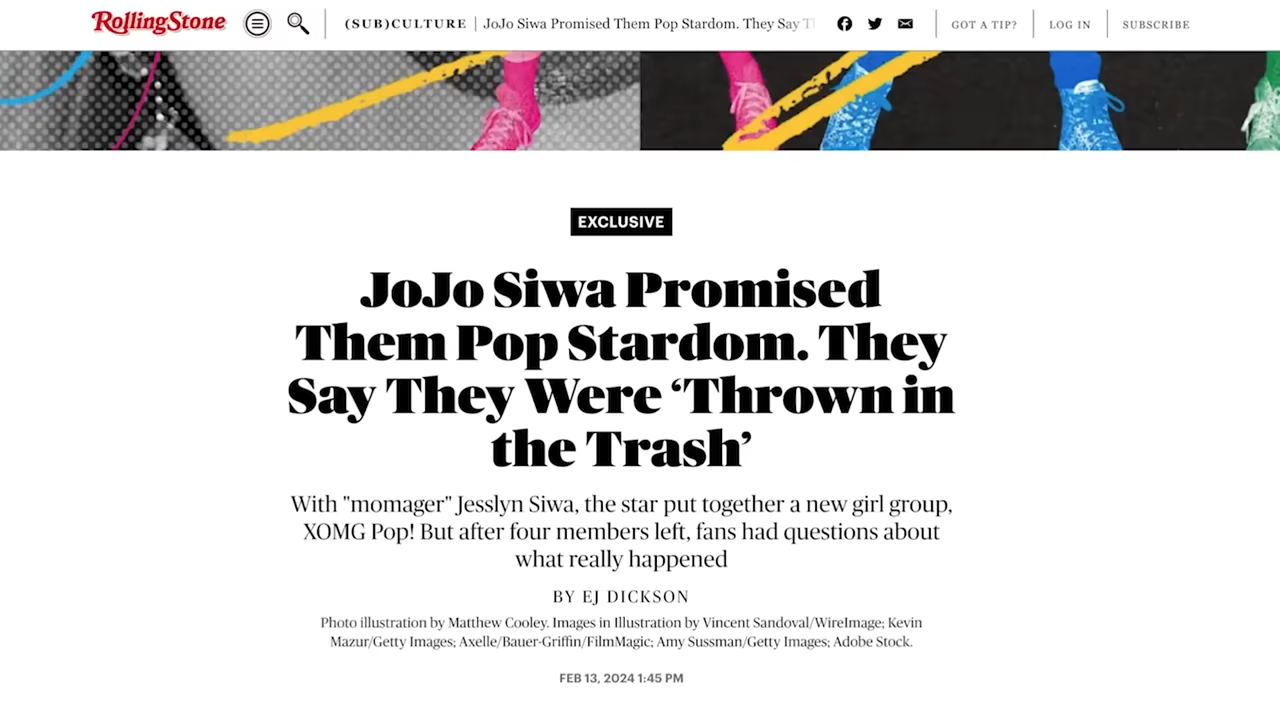 RollingStone (SUB)CULTURE JoJo Siwa Promised Them Pop Stardom. They Say T GOT A TIP? LOG IN SUBSCRIBE
EXCLUSIVE
JoJo Siwa Promised
Them Pop Stardom. They
Say They Were ‘Thrown in
the Trash’
With "momager" Jesslyn Siwa, the star put together a new girl group,
XOMG Pop! But after four members left, fans had questions about
what really happened
BY EJ DICKSON
Photo illustration by Matthew Cooley. Images in Illustration by Vincent Sandoval/WireImage; Kevin
Mazur/Getty Images; Axelle/Bauer-Griffin/FilmMagic; Amy Sussman/Getty Images; Adobe Stock.
FEB 13, 2024 1:45 PM